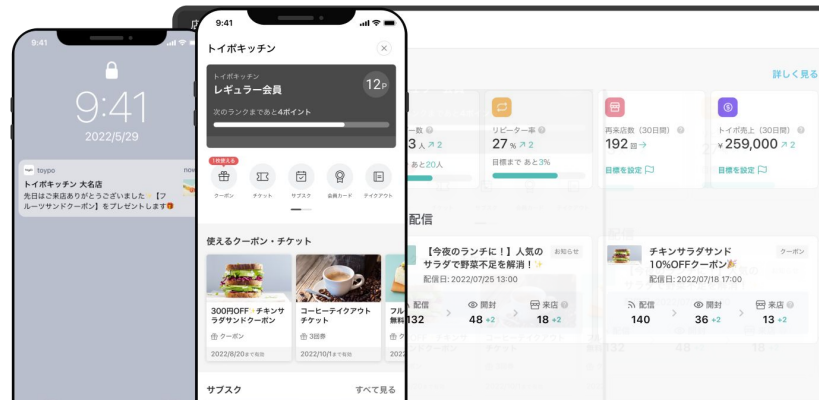 9:41
9:41
2022/5/29
toypo
now
トイポキッチン 大名店
先日はご来店ありがとうございました✨【フ
ルーツサンドクーポン】をプレゼントします🎁
9:41
トイポキッチン
トイポキッチン
レギュラー会員
12P
次のランクまであと4ポイント
1枚使える
クーポン
チケット
サブスク
会員カード
テイクアウト
使えるクーポン・チケット
300円OFF✨チキンサ
ラダサンドクーポン
クーポン
2022/8/20まで有効
コーヒーテイクアウト
チケット
3回券
2022/10/1まで有効
フル
無料
2022
サブスク
すべて見る
店
詳しく見る
ー数
3人 2
あと20人
リピーター率
27% 2
目標まで あと3%
再来店数（30日間）
192回
目標を設定
トイポ売上（30日間）
¥259,000 2
目標を設定
配信
【今夜のランチに！】人気の
サラダで野菜不足を解消！✨
お知らせ
配信日: 2022/07/25 13:00
配信
開封
来店
132
48 +2
18 +2
チキンサラダサンド
10%OFFクーポン🎉
クーポン
配信日: 2022/07/18 17:00
配信
開封
来店
140
36 +2
13 +2